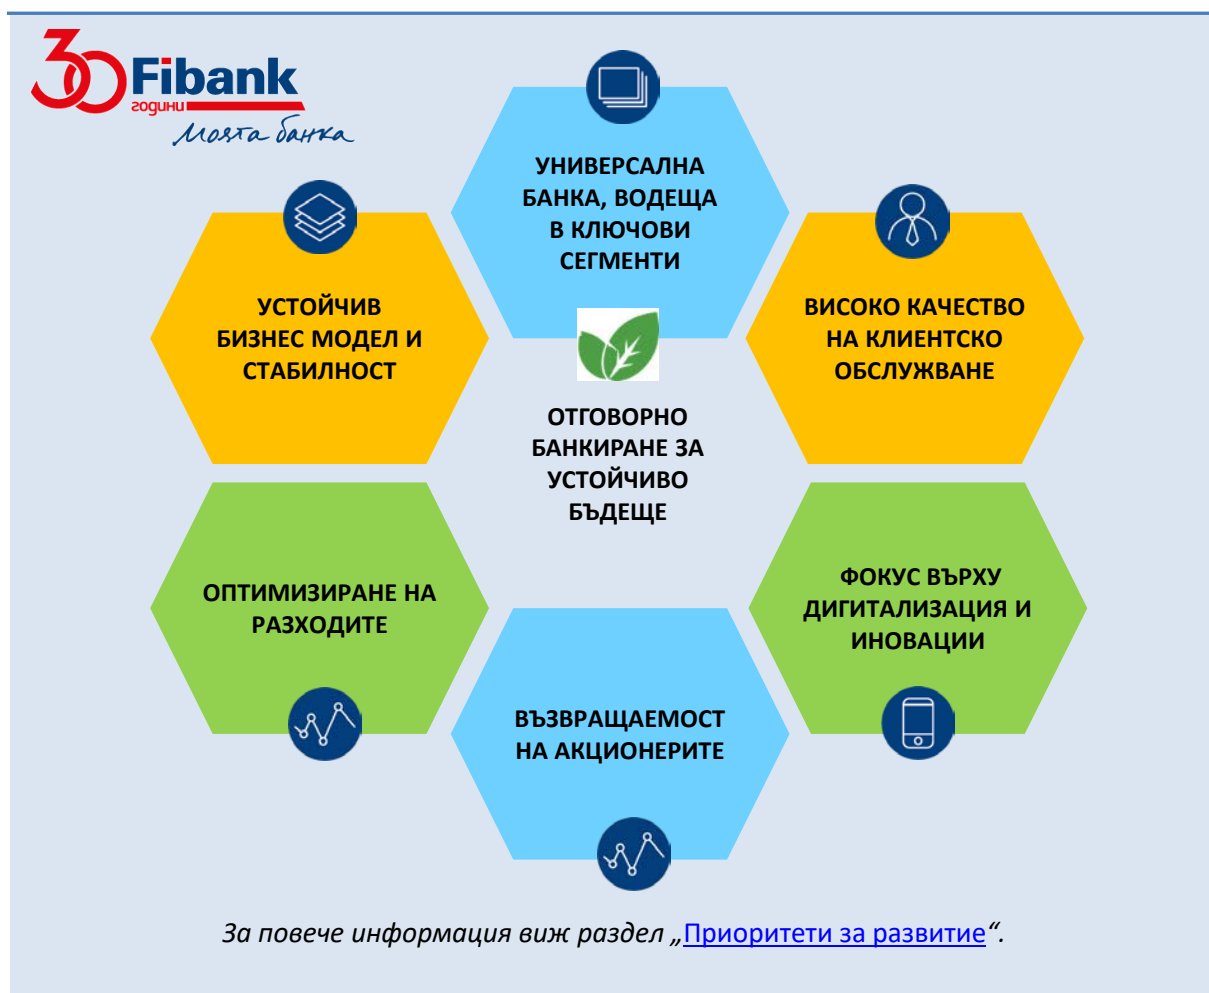 30 Fibank
години
Моята банка
УНИВЕРСАЛНА
БАНКА, ВОДЕЩА
В КЛЮЧОВИ
СЕГМЕНТИ
УСТОЙЧИВ
БИЗНЕС МОДЕЛ И
СТАБИЛНОСТ
ВИСОКО КАЧЕСТВО
НА КЛИЕНТСКО
ОБСЛУЖВАНЕ
ОТГОВОРНО
БАНКИРАНЕ ЗА
УСТОЙЧИВО
БЪДЕЩЕ
ОПТИМИЗИРАНЕ НА
РАЗХОДИТЕ
ФОКУС ВЪРХУ
ДИГИТАЛИЗАЦИЯ И
ИНОВАЦИИ
ВЪЗВРАЩАЕМОСТ
НА АКЦИОНЕРИТЕ
За повече информация виж раздел „Приоритети за развитие“.